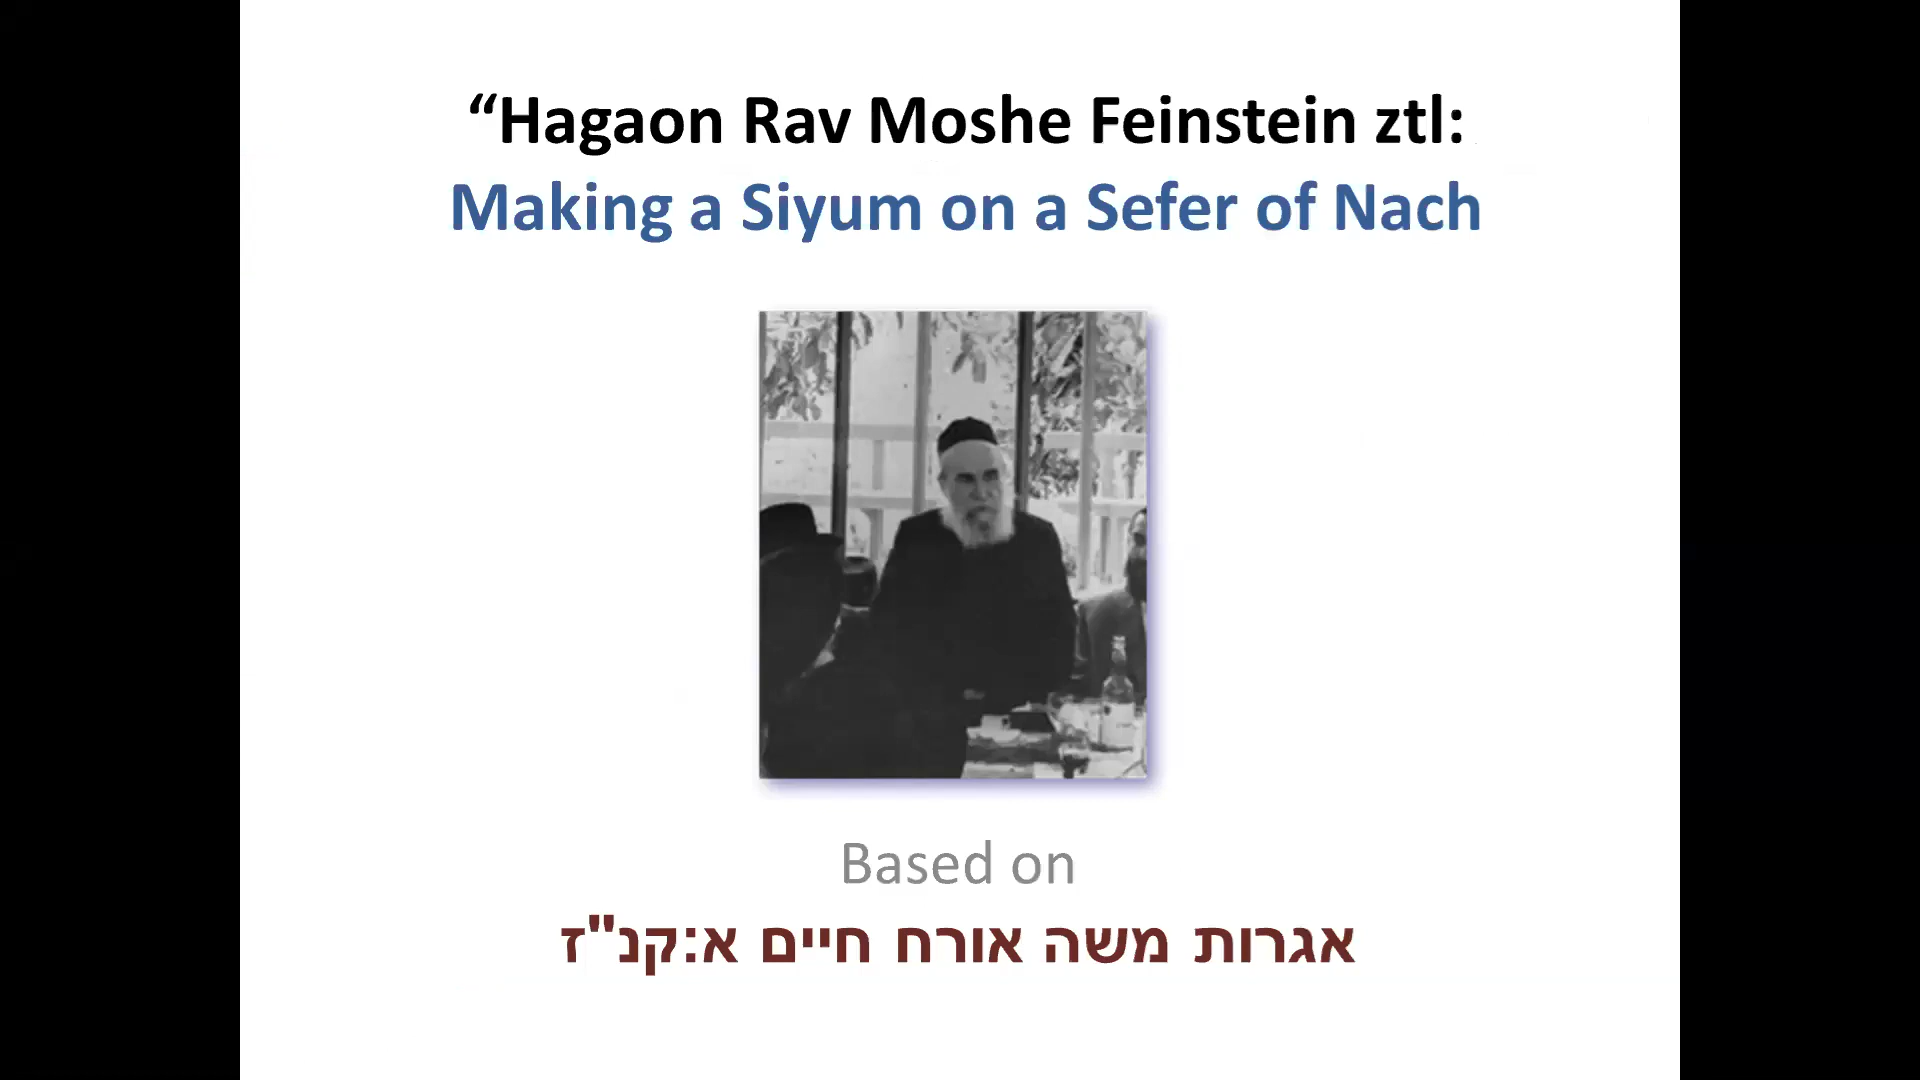 “Hagaon Rav Moshe Feinstein ztl:
Making a Siyum on a Sefer of Nach
Based on
אגרות משה אורח חיים א:קנ"ז